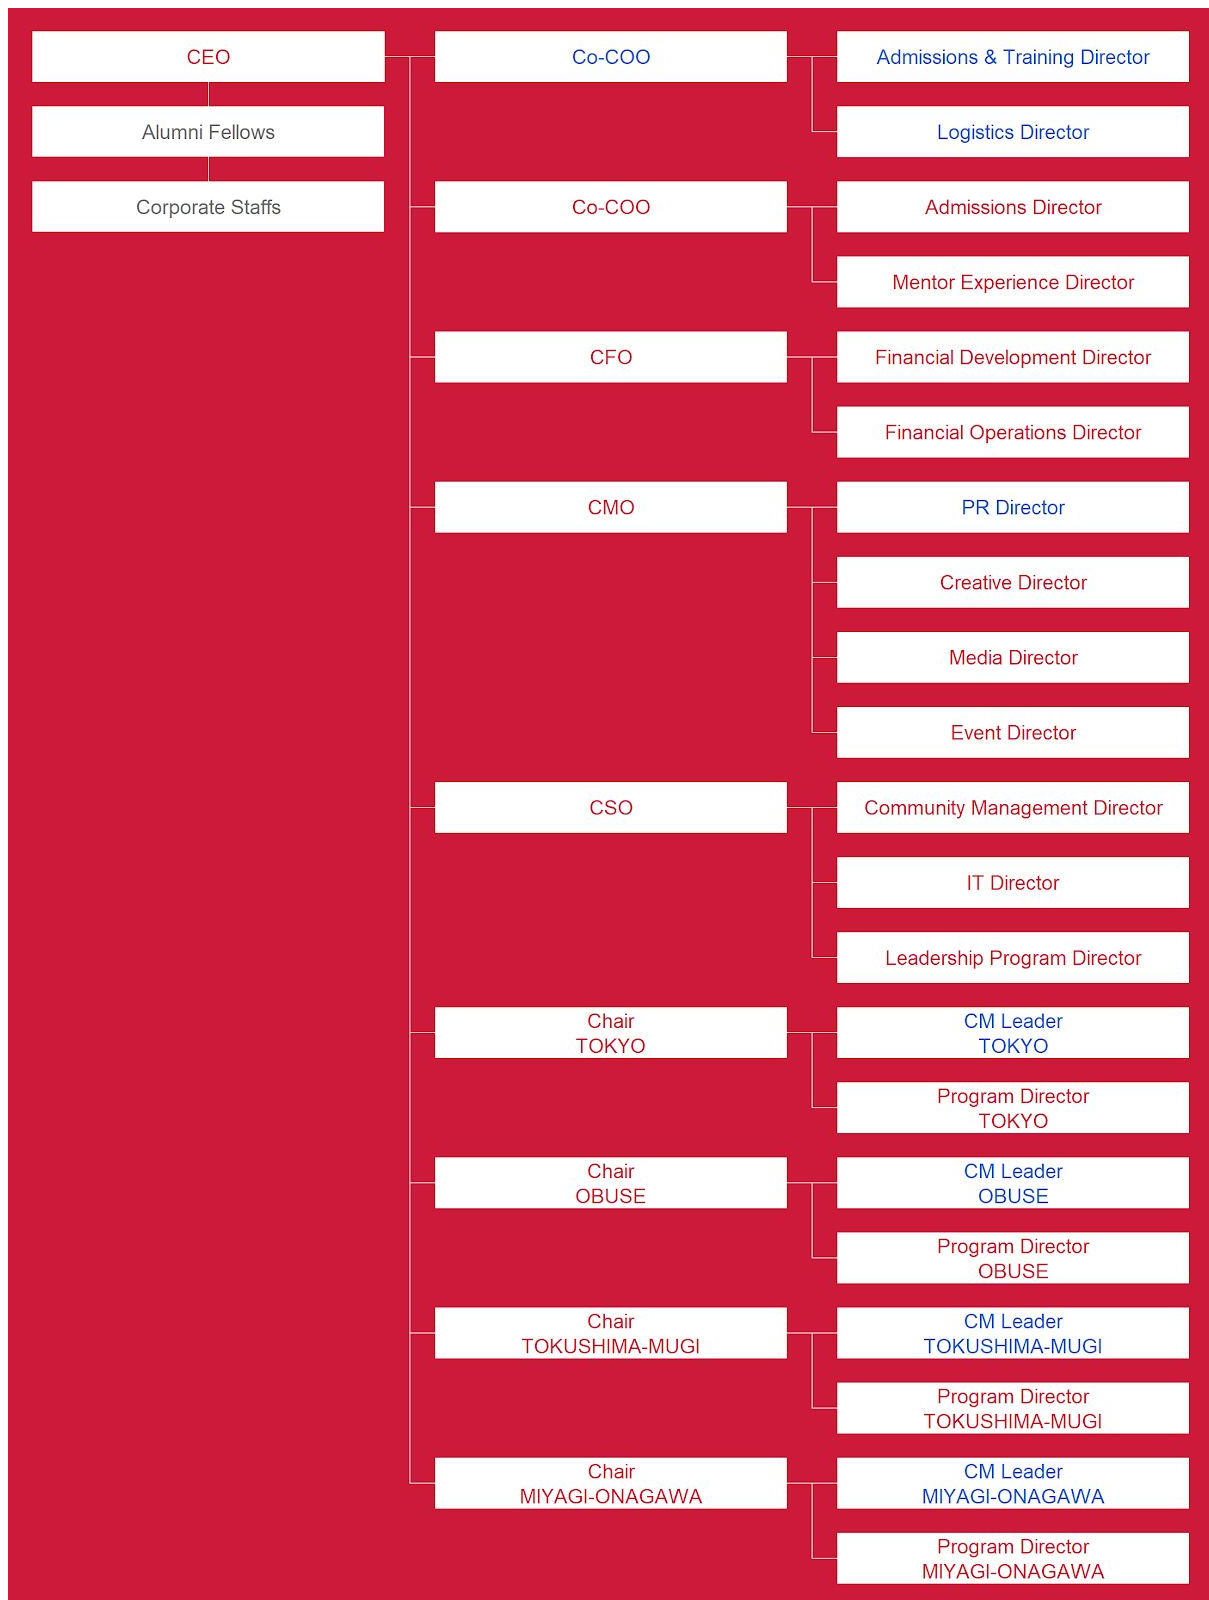 CEO
Alumni Fellows
Corporate Staffs
Co-COO
Admissions & Training Director
Logistics Director
Co-COO
Admissions Director
Mentor Experience Director
CFO
Financial Development Director
Financial Operations Director
CMO
PR Director
Creative Director
Media Director
Event Director
CSO
Community Management Director
IT Director
Leadership Program Director
Chair
TOKYO
CM Leader
TOKYO
Program Director
TOKYO
Chair
OBUSE
CM Leader
OBUSE
Program Director
OBUSE
Chair
TOKUSHIMA-MUGI
CM Leader
TOKUSHIMA-MUGI
Program Director
TOKUSHIMA-MUGI
Chair
MIYAGI-ONAGAWA
CM Leader
MIYAGI-ONAGAWA
Program Director
MIYAGI-ONAGAWA